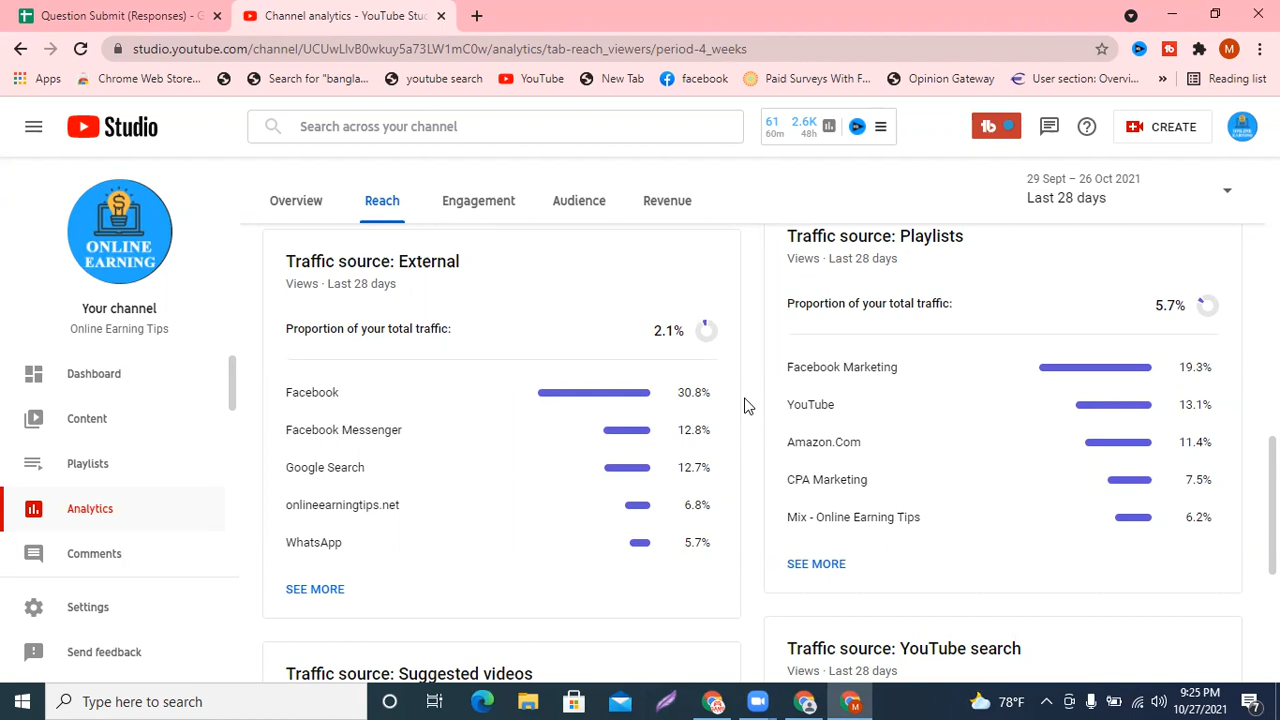 Question Submit (Responses) - G
Channel analytics - YouTube Stu
studio.youtube.com/channel/UCUwLlvB0wkuy5a73LW1mC0w/analytics/tab-reach_viewers/period-4_weeks
M
Apps
Chrome Web Store...
Search for "bangla...
youtube search
YouTube
New Tab
facebook
Paid Surveys With F...
Opinion Gateway
User section: Overvi...
»
Reading list
Studio
Search across your channel
61
60m
2.6K
48h
tb
CREATE
ONLINE
EARNING
Your channel
Online Earning Tips
Dashboard
Content
Playlists
Analytics
Comments
Settings
Send feedback
Overview
Reach
Engagement
Audience
Revenue
29 Sept – 26 Oct 2021
Last 28 days
Traffic source: External
Views · Last 28 days
Proportion of your total traffic: 2.1%
Facebook 30.8%
Facebook Messenger 12.8%
Google Search 12.7%
onlineearningtips.net 6.8%
WhatsApp 5.7%
SEE MORE
Traffic source: Suggested videos
Traffic source: Playlists
Views · Last 28 days
Proportion of your total traffic: 5.7%
Facebook Marketing 19.3%
YouTube 13.1%
Amazon.Com 11.4%
CPA Marketing 7.5%
Mix - Online Earning Tips 6.2%
SEE MORE
Traffic source: YouTube search
Views · Last 28 days
Type here to search
78°F
9:25 PM
10/27/2021
7